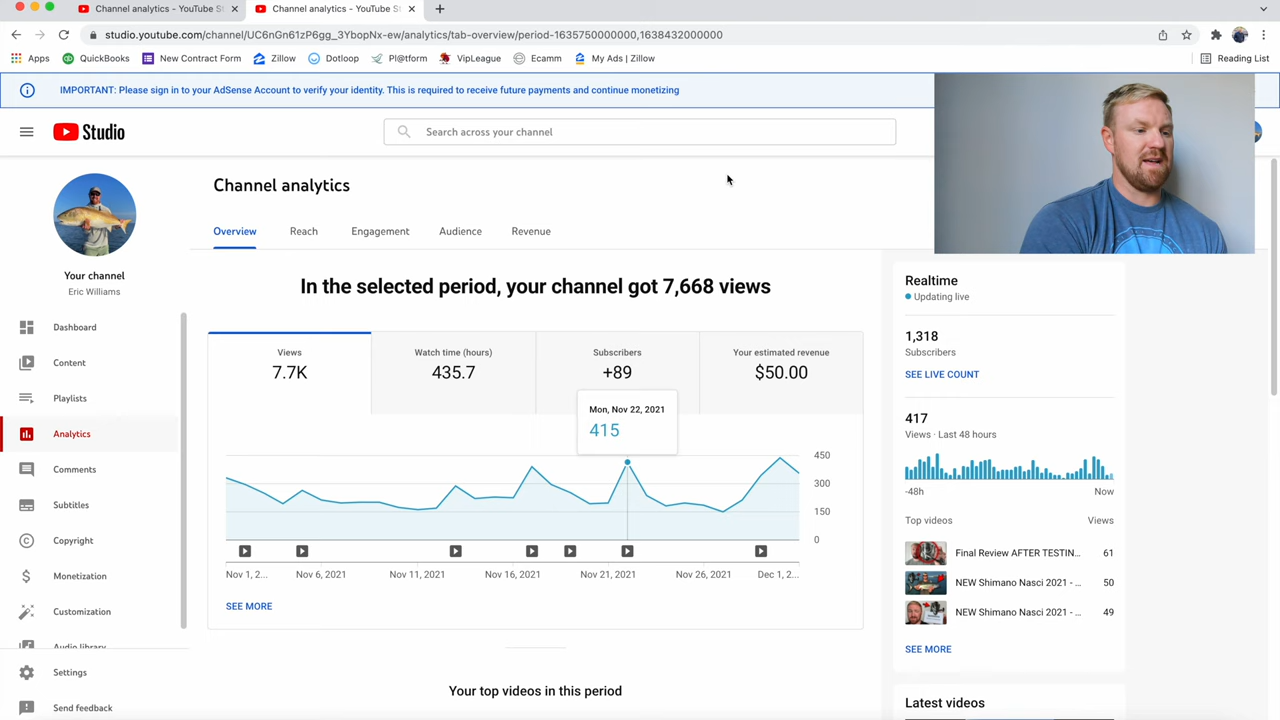 Channel analytics - YouTube S
Channel analytics - YouTube S
studio.youtube.com/channel/UC6nGn61zP6gg_3YbopNx-ew/analytics/tab-overview/period-1635750000000,1638432000000
Apps
QuickBooks
New Contract Form
Zillow
Dotloop
Pl@tform
VipLeague
Ecamm
My Ads | Zillow
Reading List
IMPORTANT: Please sign in to your AdSense Account to verify your identity. This is required to receive future payments and continue monetizing
Studio
Search across your channel
Your channel
Eric Williams
Dashboard
Content
Playlists
Analytics
Comments
Subtitles
Copyright
Monetization
Customization
Audio library
Settings
Send feedback
Channel analytics
Overview
Reach
Engagement
Audience
Revenue
In the selected period, your channel got 7,668 views
Views
7.7K
Watch time (hours)
435.7
Subscribers
+89
Your estimated revenue
$50.00
Mon, Nov 22, 2021
415
450
300
150
0
Nov 1, 2...
Nov 6, 2021
Nov 11, 2021
Nov 16, 2021
Nov 21, 2021
Nov 26, 2021
Dec 1, 2...
SEE MORE
Your top videos in this period
Realtime
Updating live
1,318
Subscribers
SEE LIVE COUNT
417
Views · Last 48 hours
-48h
Now
Top videos
Views
Final Review AFTER TESTIN...
61
NEW Shimano Nasci 2021 - ...
50
NEW Shimano Nasci 2021 - ...
49
SEE MORE
Latest videos